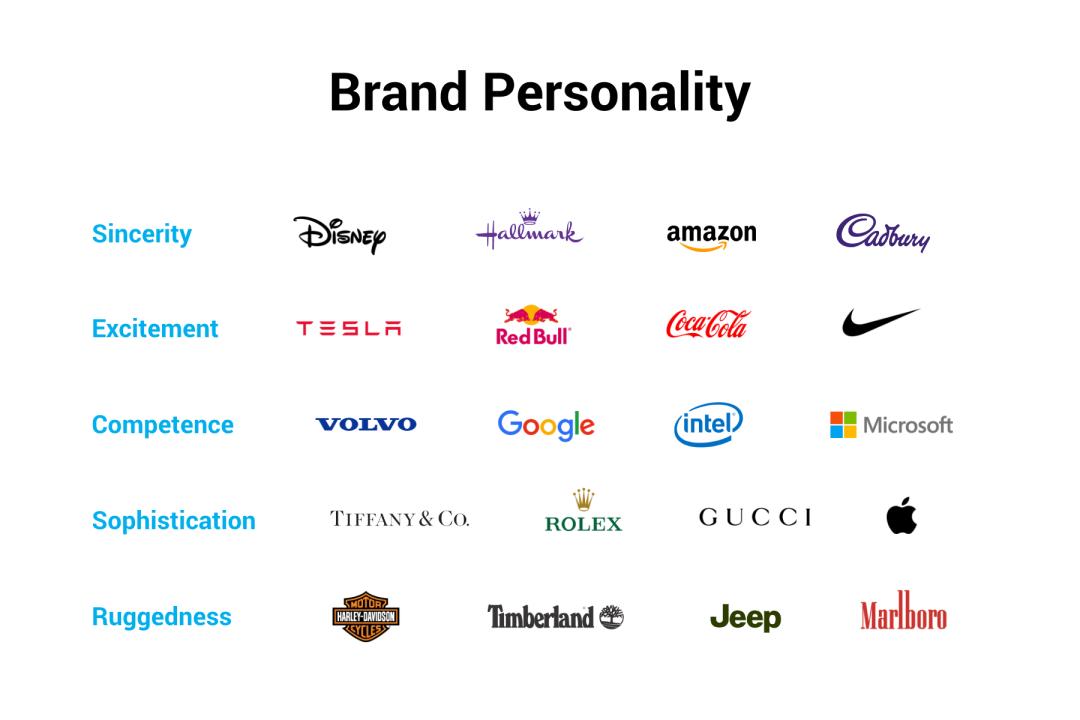 Brand Personality
Sincerity Disney Hallmark amazon Cadbury
Excitement TESLA Red Bull® Coca-Cola
Competence VOLVO Google intel® Microsoft
Sophistication TIFFANY & CO. ROLEX GUCCI
Ruggedness MOTOR HARLEY-DAVIDSON CYCLES Timberland® Jeep Marlboro